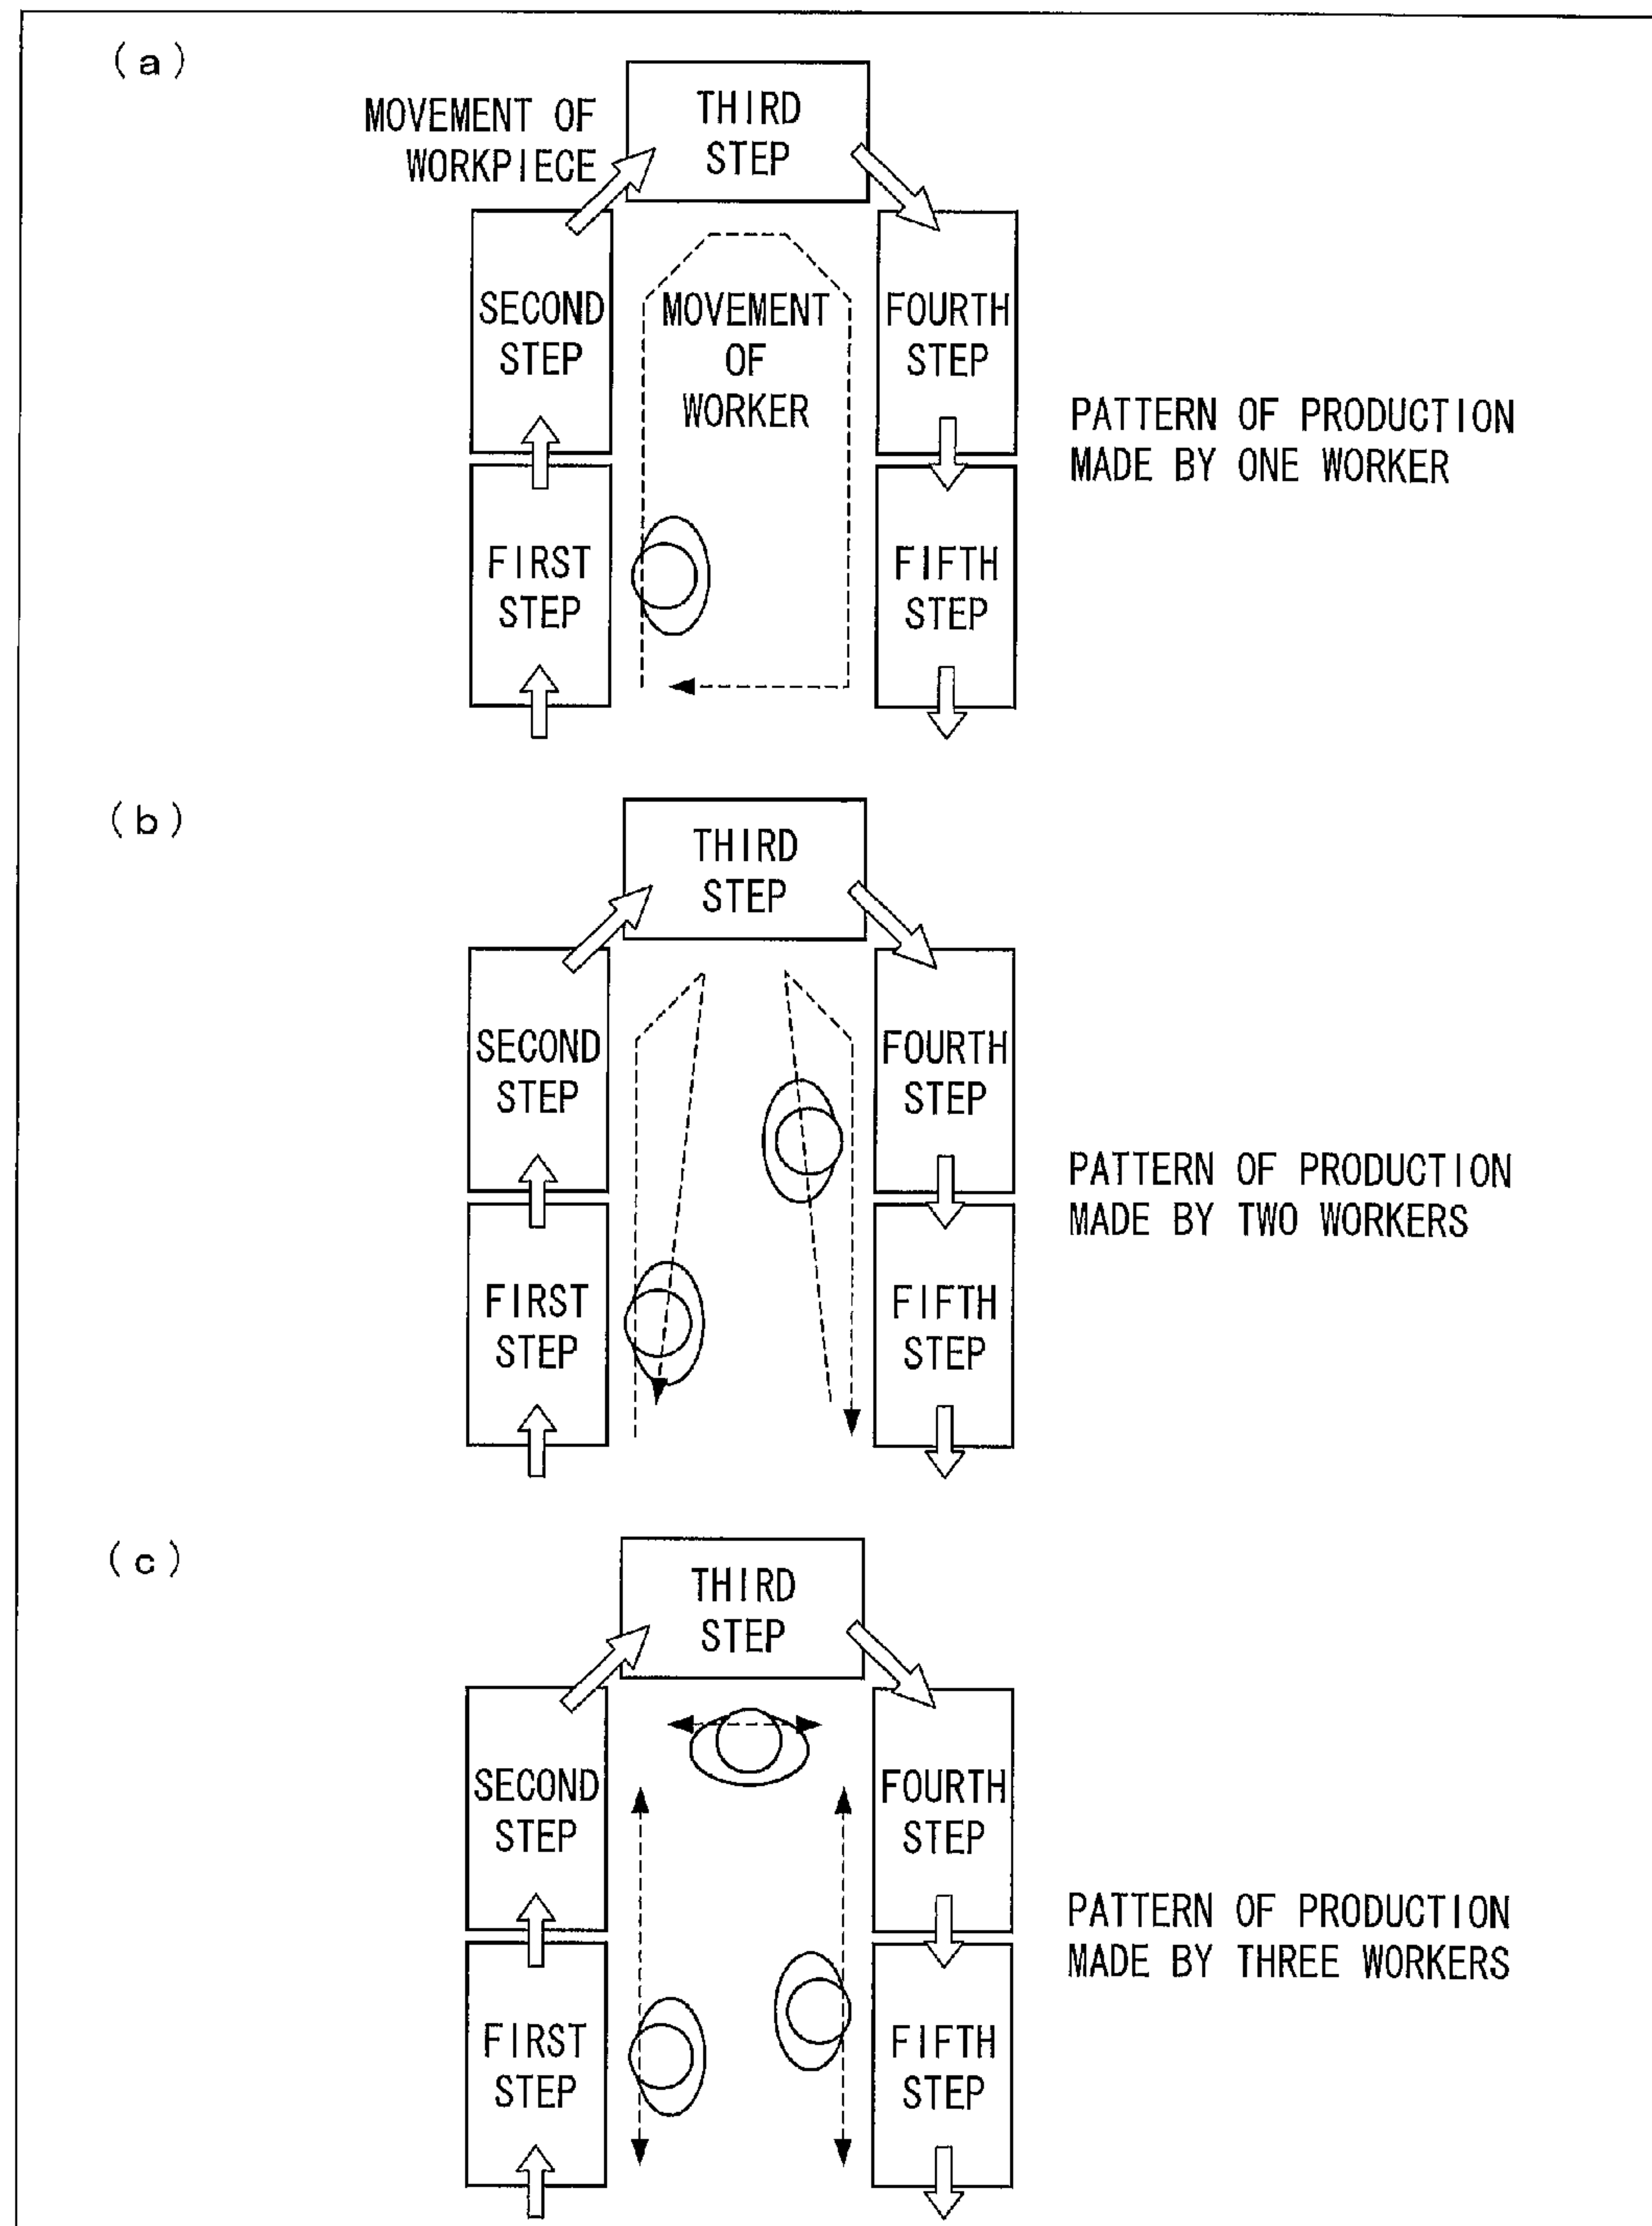 (a)
MOVEMENT OF
WORKPIECE
THIRD
STEP
SECOND
STEP
MOVEMENT
OF
WORKER
FOURTH
STEP
PATTERN OF PRODUCTION
MADE BY ONE WORKER
FIRST
STEP
FIFTH
STEP
(b)
THIRD
STEP
SECOND
STEP
FOURTH
STEP
PATTERN OF PRODUCTION
MADE BY TWO WORKERS
FIRST
STEP
FIFTH
STEP
(c)
THIRD
STEP
SECOND
STEP
FOURTH
STEP
PATTERN OF PRODUCTION
MADE BY THREE WORKERS
FIRST
STEP
FIFTH
STEP